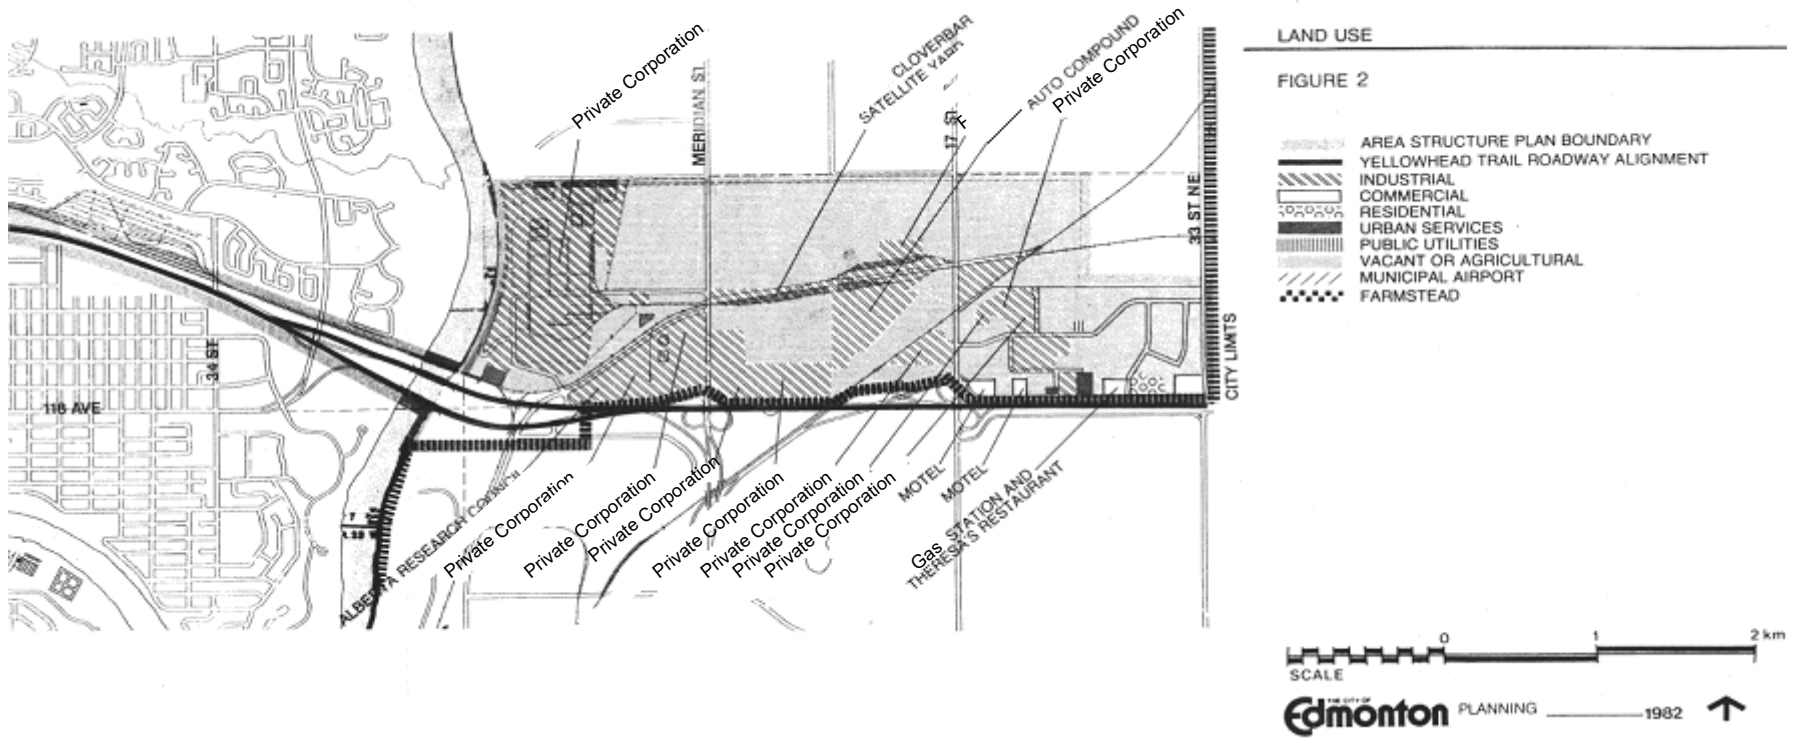 LAND USE
FIGURE 2
AREA STRUCTURE PLAN BOUNDARY
YELLOWHEAD TRAIL ROADWAY ALIGNMENT
INDUSTRIAL
COMMERCIAL
RESIDENTIAL
URBAN SERVICES
PUBLIC UTILITIES
VACANT OR AGRICULTURAL
MUNICIPAL AIRPORT
FARMSTEAD
Private Corporation
MERIDIAN ST
CLOVERBAR
SATELLITE YARD
17 ST
F
AUTO COMPOUND
Private Corporation
33 ST NE
CITY LIMITS
34 ST
118 AVE
ALBERTA RESEARCH COUNCIL
Private Corporation
Private Corporation
Private Corporation
Private Corporation
Private Corporation
Private Corporation
Private Corporation
MOTEL
MOTEL
Gas STATION AND
THERESA'S RESTAURANT
0 1 2 km
SCALE
THE CITY OF
Edmonton PLANNING 1982